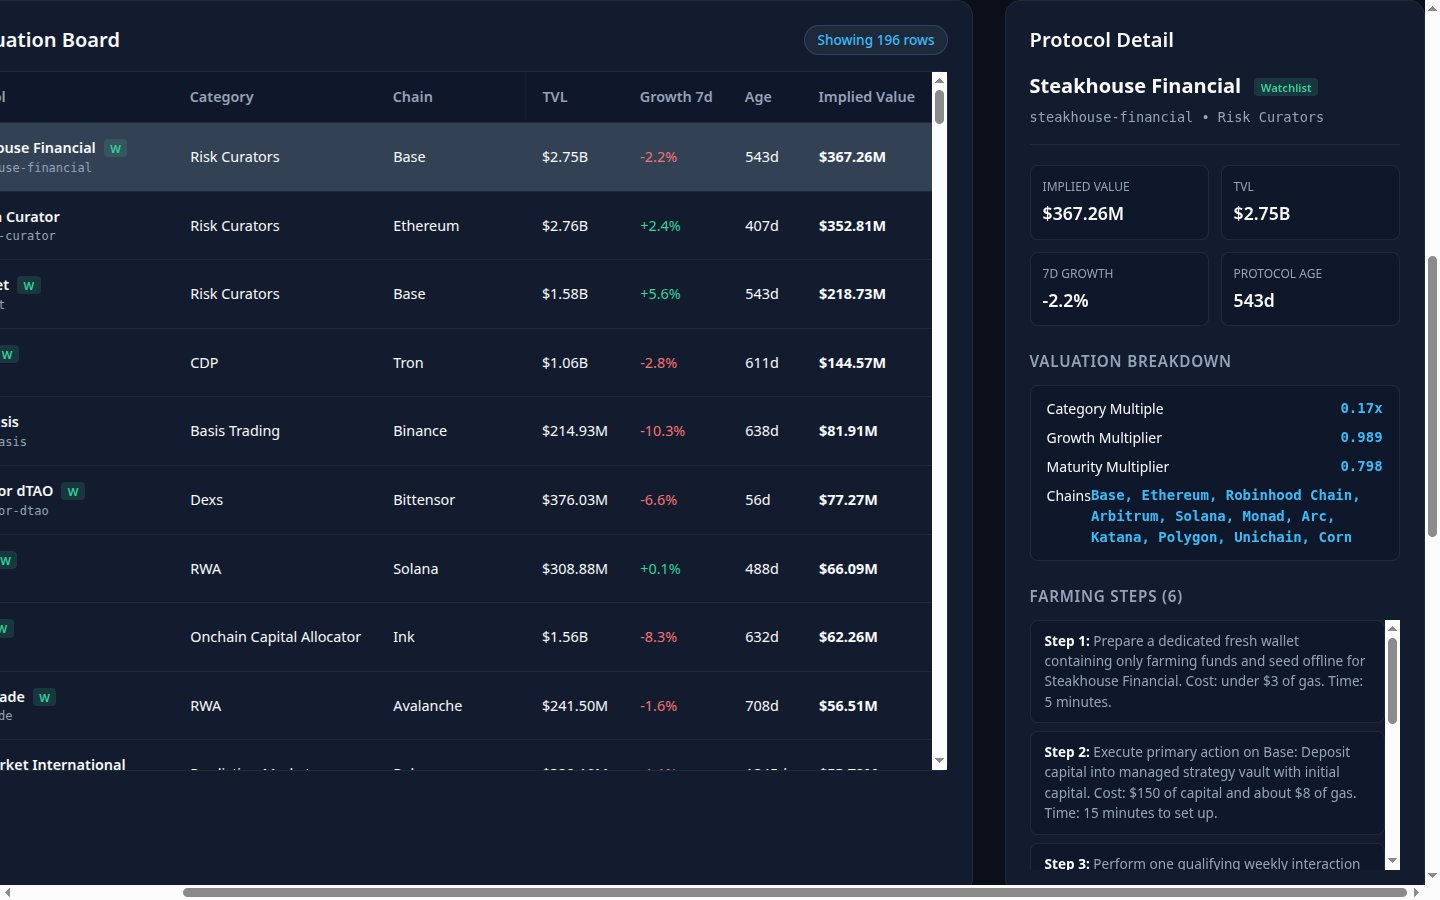 uation Board
Showing 196 rows
ol Category Chain TVL Growth 7d Age Implied Value
ouse Financial W
use-financial
Risk Curators Base $2.75B -2.2% 543d $367.26M
Curator
-curator
Risk Curators Ethereum $2.76B +2.4% 407d $352.81M
et W
t
Risk Curators Base $1.58B +5.6% 543d $218.73M
W
CDP Tron $1.06B -2.8% 611d $144.57M
sis
asis
Basis Trading Binance $214.93M -10.3% 638d $81.91M
or dTAO W
or-dtao
Dexs Bittensor $376.03M -6.6% 56d $77.27M
W
RWA Solana $308.88M +0.1% 488d $66.09M
W
Onchain Capital Allocator Ink $1.56B -8.3% 632d $62.26M
ade W
de
RWA Avalanche $241.50M -1.6% 708d $56.51M
rket International
Protocol Detail
Steakhouse Financial Watchlist
steakhouse-financial • Risk Curators
IMPLIED VALUE
$367.26M
TVL
$2.75B
7D GROWTH
-2.2%
PROTOCOL AGE
543d
VALUATION BREAKDOWN
Category Multiple 0.17x
Growth Multiplier 0.989
Maturity Multiplier 0.798
Chains Base, Ethereum, Robinhood Chain,
Arbitrum, Solana, Monad, Arc,
Katana, Polygon, Unichain, Corn
FARMING STEPS (6)
Step 1: Prepare a dedicated fresh wallet
containing only farming funds and seed offline for
Steakhouse Financial. Cost: under $3 of gas. Time:
5 minutes.
Step 2: Execute primary action on Base: Deposit
capital into managed strategy vault with initial
capital. Cost: $150 of capital and about $8 of gas.
Time: 15 minutes to set up.
Step 3: Perform one qualifying weekly interaction